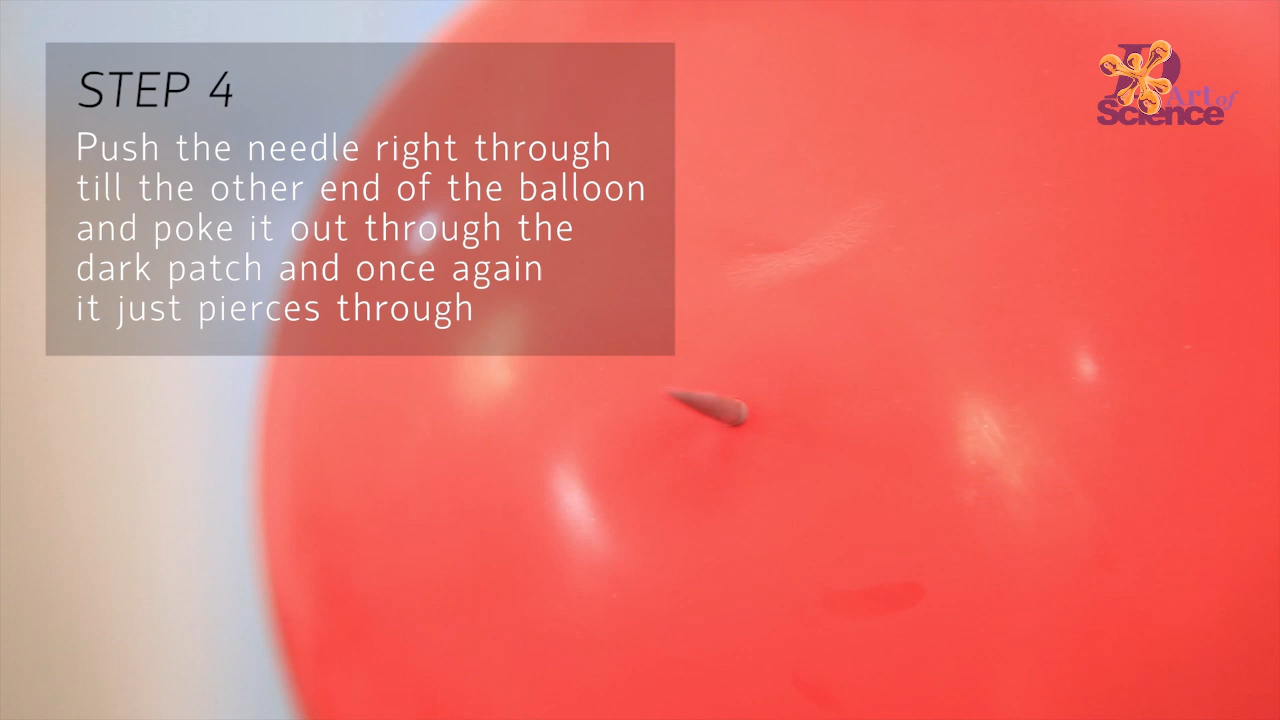 STEP 4
Push the needle right through
till the other end of the balloon
and poke it out through the
dark patch and once again
it just pierces through
D
Art of
Science